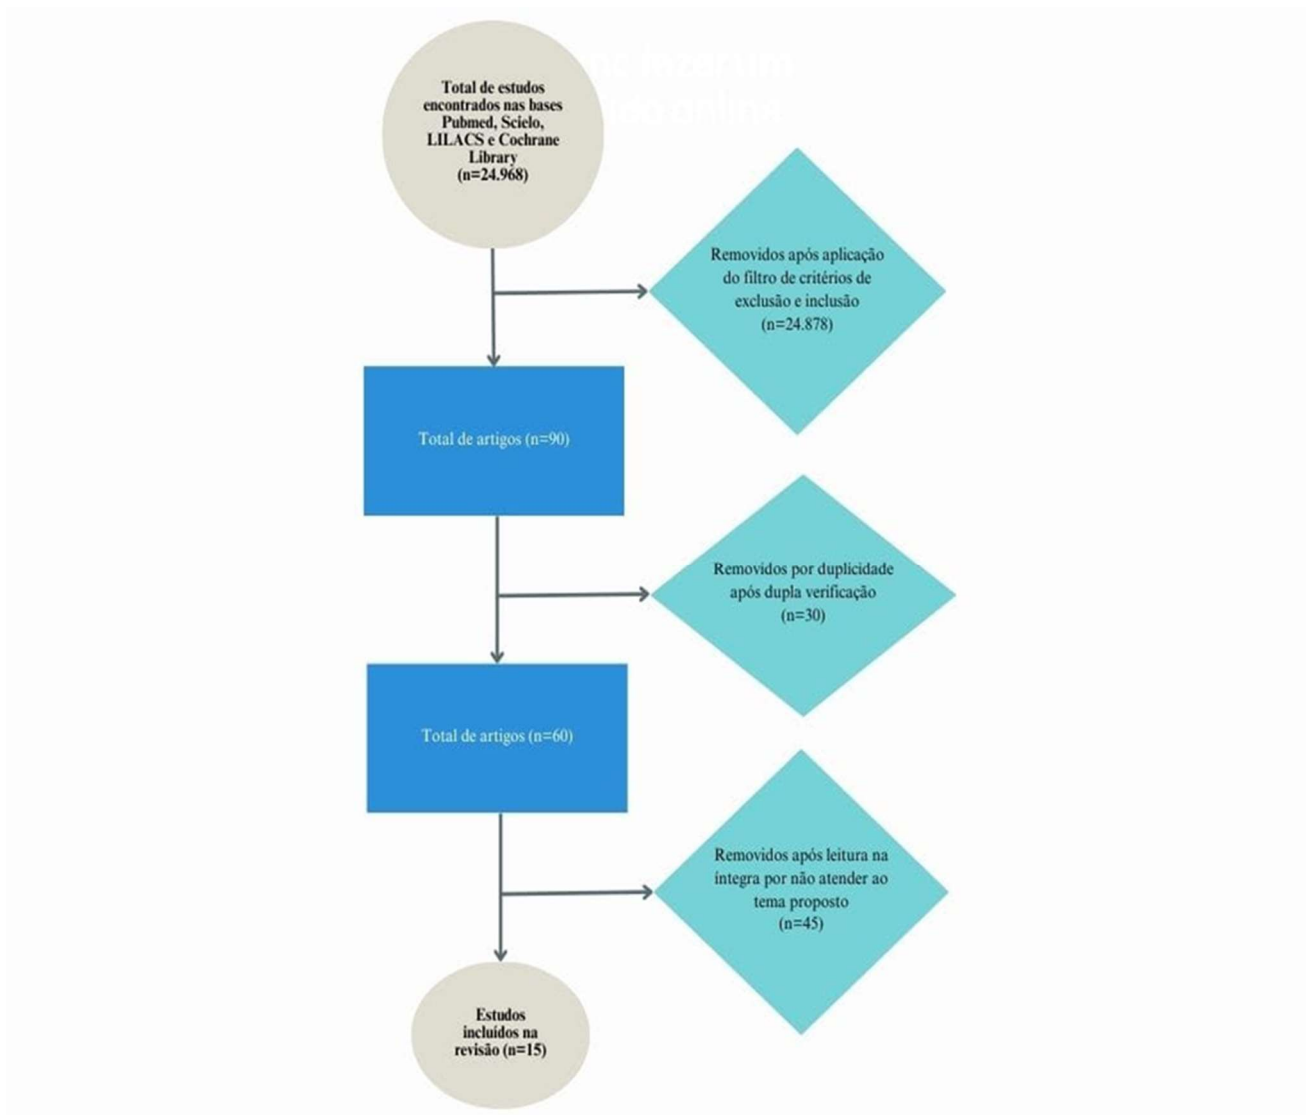 Total de estudos
encontrados nas bases
Pubmed, Scielo,
LILACS e Cochrane
Library
(n=24.968)
Removidos após aplicação
do filtro de critérios de
exclusão e inclusão
(n=24.878)
Total de artigos (n=90)
Removidos por duplicidade
após dupla verificação
(n=30)
Total de artigos (n=60)
Removidos após leitura na
íntegra por não atender ao
tema proposto
(n=45)
Estudos
incluídos na
revisão (n=15)